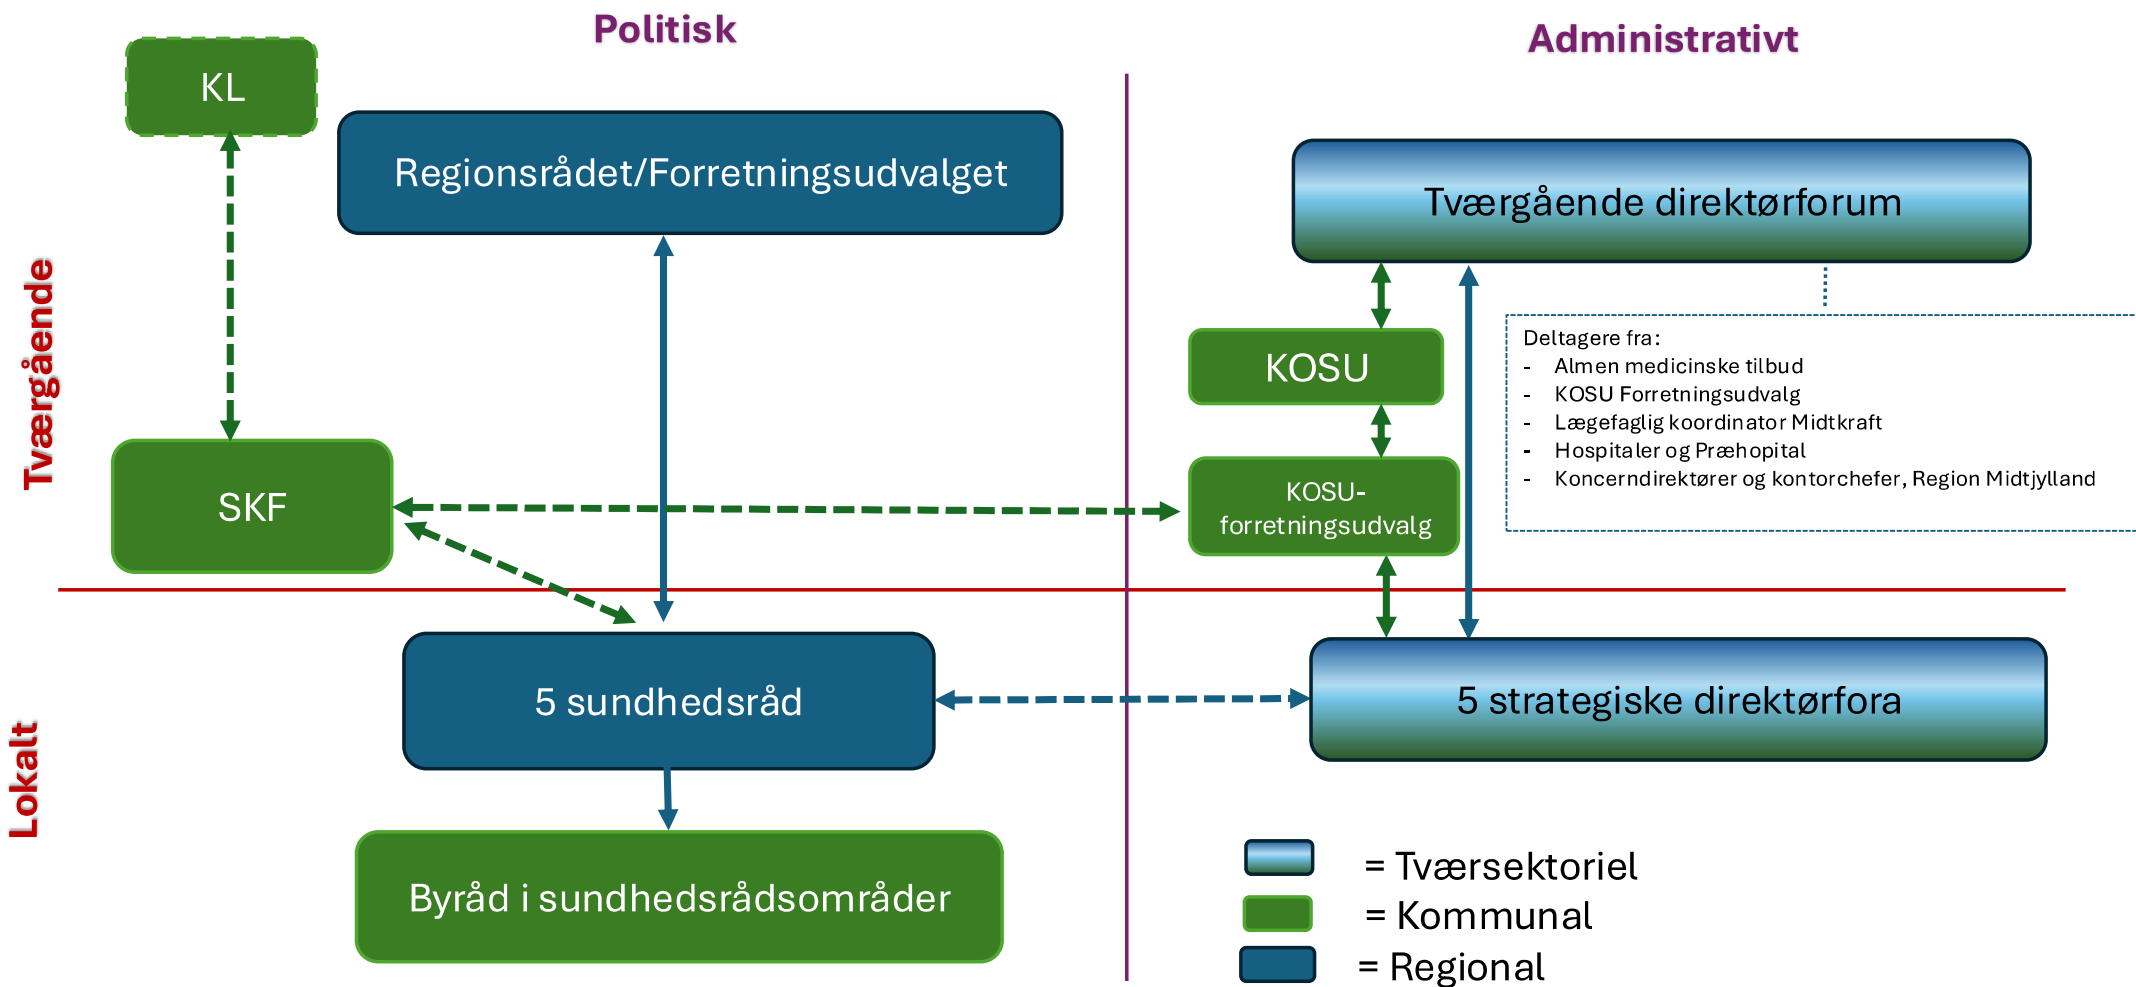 Politisk
Administrativt
KL
Regionsrådet/Forretningsudvalget
Tværgående direktørforum
Tværgående
KOSU
Deltagere fra:
- Almen medicinske tilbud
- KOSU Forretningsudvalg
- Lægefaglig koordinator Midtkraft
- Hospitaler og Præhopital
- Koncerndirektører og kontorchefer, Region Midtjylland
SKF
KOSU-
forretningsudvalg
Lokalt
5 sundhedsråd
5 strategiske direktørfora
Byråd i sundhedsrådsområder
= Tværsektoriel
= Kommunal
= Regional